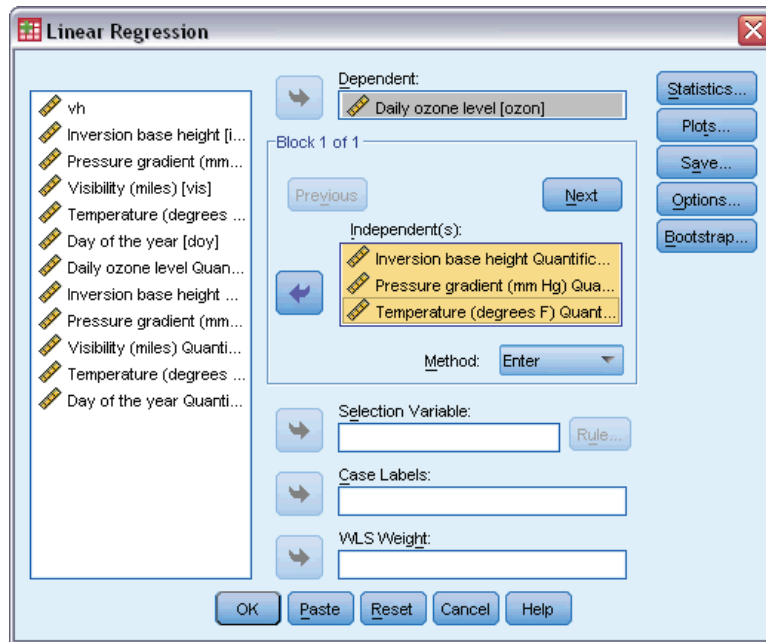 Linear Regression
vh
Inversion base height [i...
Pressure gradient (mm...
Visibility (miles) [vis]
Temperature (degrees ...
Day of the year [doy]
Daily ozone level Quan...
Inversion base height ...
Pressure gradient (mm...
Visibility (miles) Quanti...
Temperature (degrees ...
Day of the year Quanti...
Dependent:
Daily ozone level [ozon]
Block 1 of 1
Previous
Next
Independent(s):
Inversion base height Quantific...
Pressure gradient (mm Hg) Qua...
Temperature (degrees F) Quant...
Method:
Enter
Selection Variable:
Rule...
Case Labels:
WLS Weight:
Statistics...
Plots...
Save...
Options...
Bootstrap...
OK
Paste
Reset
Cancel
Help